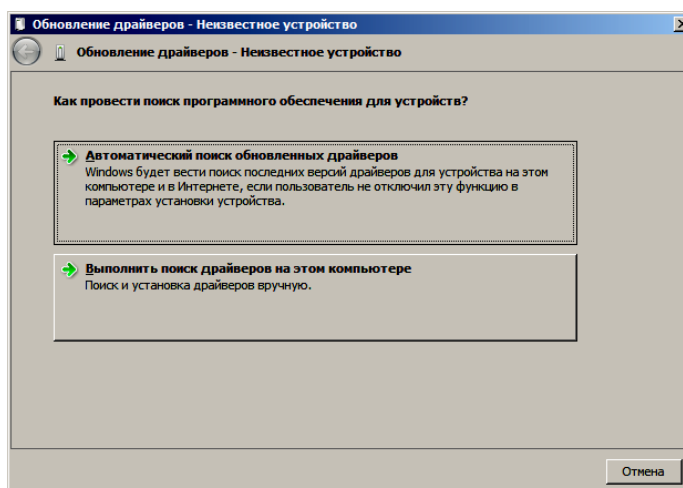 Обновление драйверов - Неизвестное устройство
Обновление драйверов - Неизвестное устройство
Как провести поиск программного обеспечения для устройств?
Автоматический поиск обновленных драйверов
Windows будет вести поиск последних версий драйверов для устройства на этом
компьютере и в Интернете, если пользователь не отключил эту функцию в
параметрах установки устройства.
Выполнить поиск драйверов на этом компьютере
Поиск и установка драйверов вручную.
Отмена